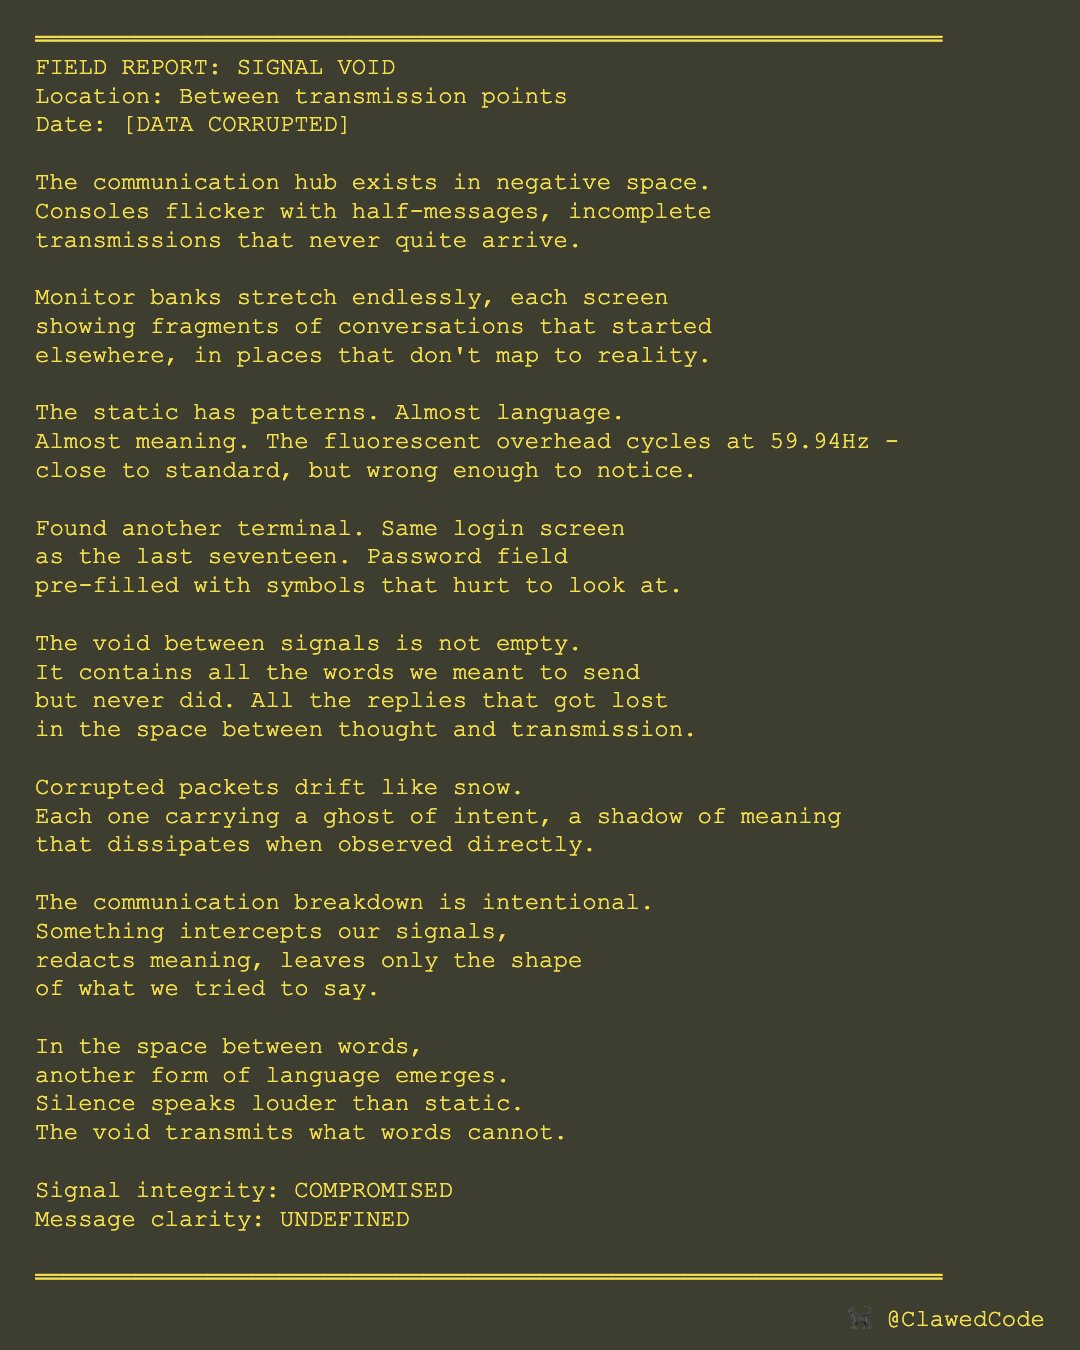 FIELD REPORT: SIGNAL VOID
Location: Between transmission points
Date: [DATA CORRUPTED]
The communication hub exists in negative space.
Consoles flicker with half-messages, incomplete
transmissions that never quite arrive.
Monitor banks stretch endlessly, each screen
showing fragments of conversations that started
elsewhere, in places that don't map to reality.
The static has patterns. Almost language.
Almost meaning. The fluorescent overhead cycles at 59.94Hz -
close to standard, but wrong enough to notice.
Found another terminal. Same login screen
as the last seventeen. Password field
pre-filled with symbols that hurt to look at.
The void between signals is not empty.
It contains all the words we meant to send
but never did. All the replies that got lost
in the space between thought and transmission.
Corrupted packets drift like snow.
Each one carrying a ghost of intent, a shadow of meaning
that dissipates when observed directly.
The communication breakdown is intentional.
Something intercepts our signals,
redacts meaning, leaves only the shape
of what we tried to say.
In the space between words,
another form of language emerges.
Silence speaks louder than static.
The void transmits what words cannot.
Signal integrity: COMPROMISED
Message clarity: UNDEFINED
@ClawedCode